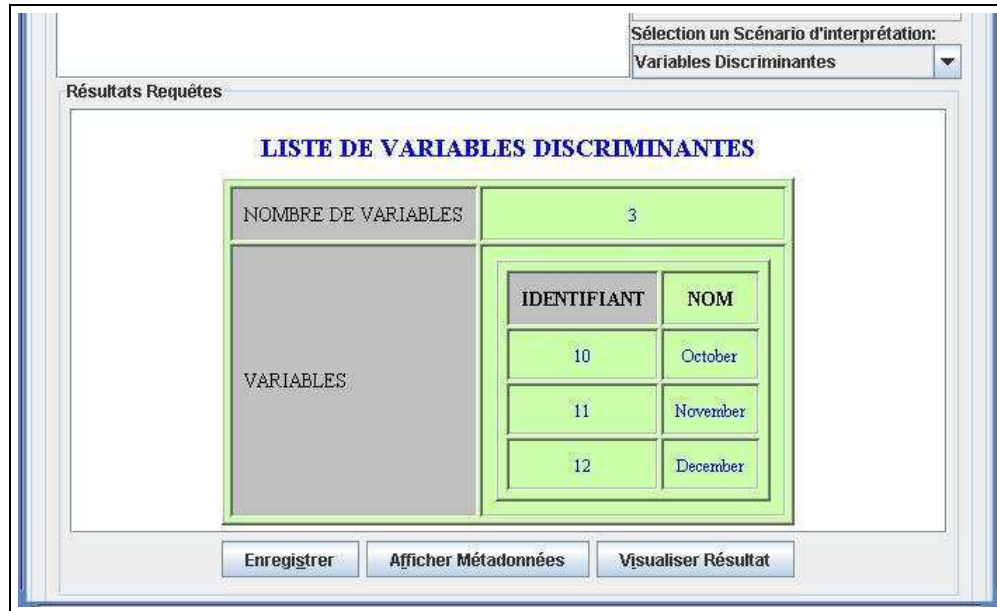 Sélection un Scénario d'interprétation:
Variables Discriminantes
Résultats Requêtes
LISTE DE VARIABLES DISCRIMINANTES
NOMBRE DE VARIABLES 3
VARIABLES
IDENTIFIANT NOM
10 October
11 November
12 December
Enregistrer Afficher Métadonnées Visualiser Résultat